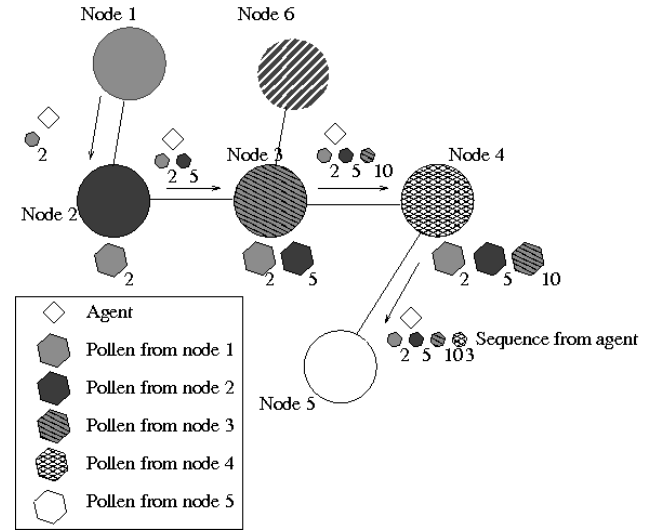 Node 1
Node 6
2
2 5
Node 3
2 5 10
Node 4
Node 2
2
2 5
2 5 10
Agent
Pollen from node 1
Pollen from node 2
Pollen from node 3
Pollen from node 4
Pollen from node 5
2 5 10 3
Sequence from agent
Node 5